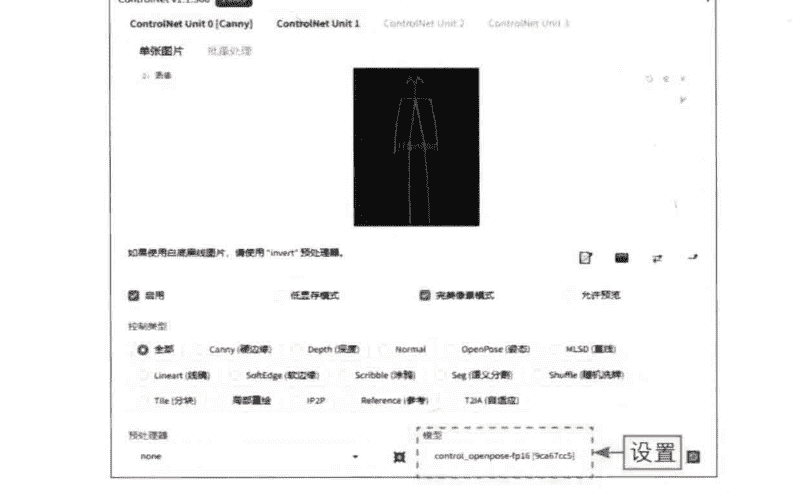 ControlNet Unit 0 [Canny] ControlNet Unit 1 ControlNet Unit 2 ControlNet Unit 3
单张图片 批量处理
图像
如果使用白底黑线图片，请使用 "invert" 预处理器。
启用 低显存模式 完美像素模式 允许预览
控制类型
全部 Canny (硬边缘) Depth (深度) Normal OpenPose (姿态) MLSD (直线)
Lineart (线稿) SoftEdge (软边缘) Scribble (涂鸦) Seg (语义分割) Shuffle (随机洗牌)
Tile (分块) 局部重绘 IP2P Reference (参考) T2IA (自适应)
预处理器 模型
none control_openpose-fp16 [9ca67cc5] 设置